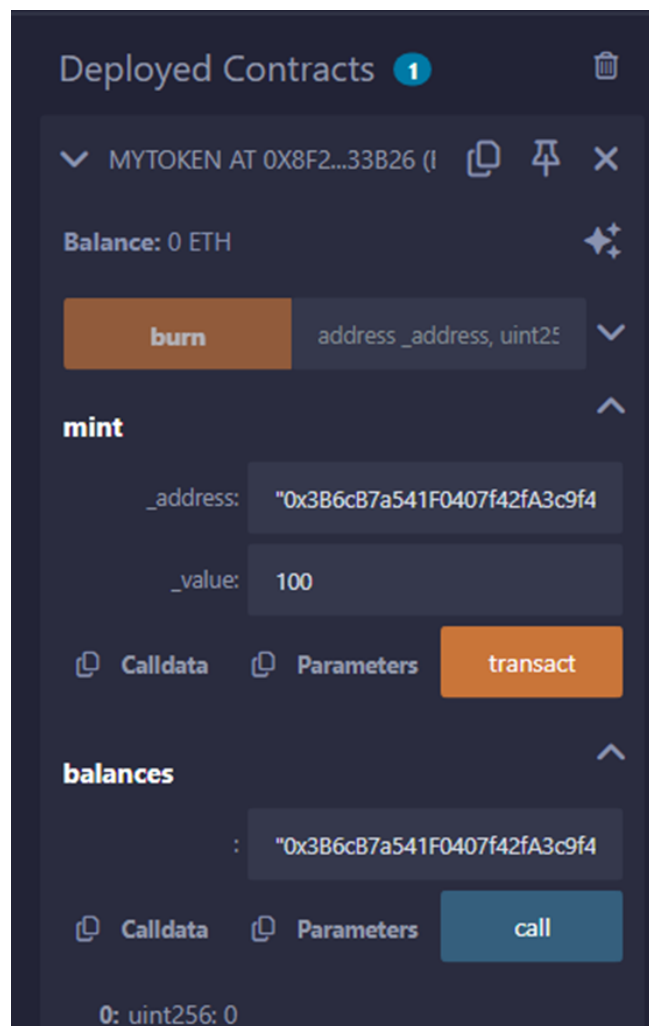 Deployed Contracts 1
MYTOKEN AT 0X8F2...33B26 (
Balance: 0 ETH
burn address _address, uint25
mint
_address: "0x3B6cB7a541F0407f42fA3c9f4
_value: 100
Calldata Parameters transact
balances
: "0x3B6cB7a541F0407f42fA3c9f4
Calldata Parameters call
0: uint256: 0